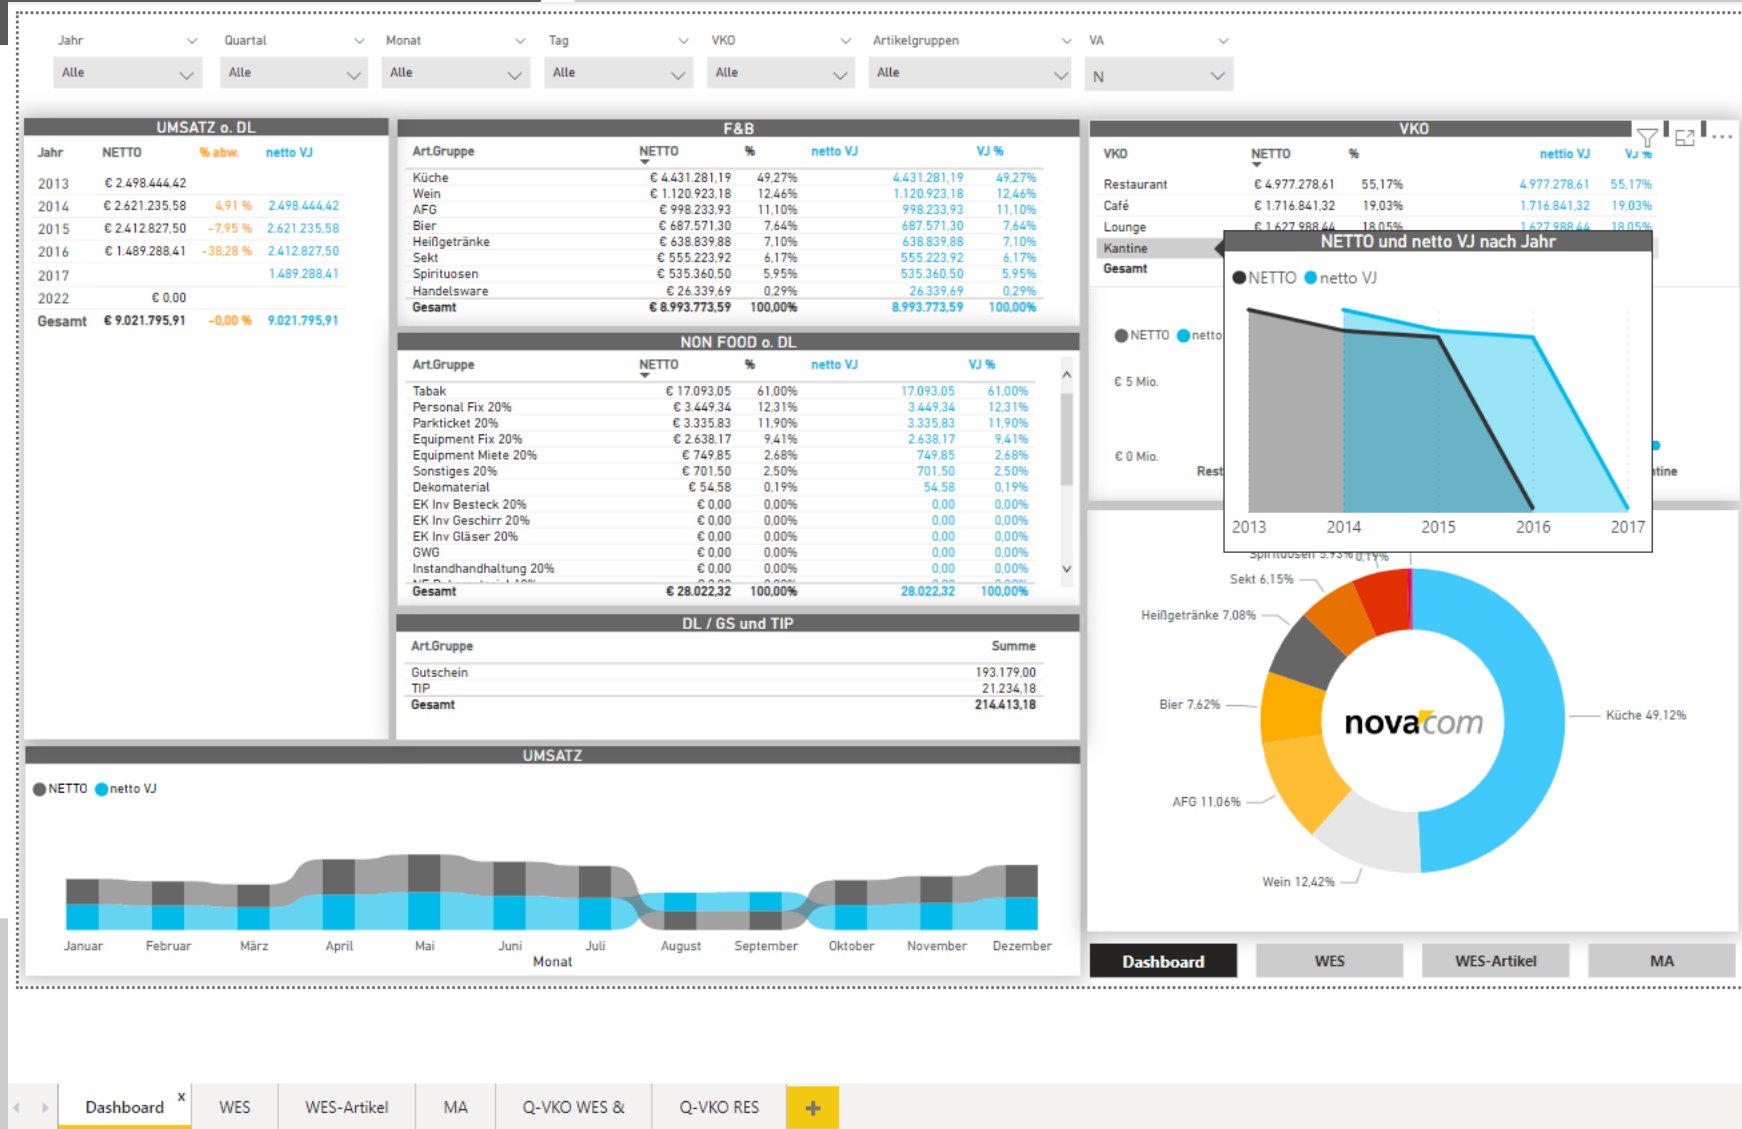 Jahr Quartal Monat Tag VKO Artikelgruppen VA
Alle Alle Alle Alle Alle Alle N
UMSATZ o. DL
Jahr NETTO % abw. netto VJ
2013 € 2.498.444,42
2014 € 2.621.235,58 4,91 % 2.498.444,42
2015 € 2.412.827,50 -7,95 % 2.621.235,58
2016 € 1.489.288,41 -38,28 % 2.412.827,50
2017 1.489.288,41
2022 € 0,00
Gesamt € 9.021.795,91 -0,00 % 9.021.795,91
F&B
Art.Gruppe NETTO % netto VJ VJ %
Küche € 4.431.281,19 49,27% 4.431.281,19 49,27%
Wein € 1.120.923,18 12,46% 1.120.923,18 12,46%
AFG € 998.233,93 11,10% 998.233,93 11,10%
Bier € 687.571,30 7,64% 687.571,30 7,64%
Heißgetränke € 638.839,88 7,10% 638.839,88 7,10%
Sekt € 555.223,92 6,17% 555.223,92 6,17%
Spirituosen € 535.360,50 5,95% 535.360,50 5,95%
Handelsware € 26.339,69 0,29% 26.339,69 0,29%
Gesamt € 8.993.773,59 100,00% 8.993.773,59 100,00%
NON FOOD o. DL
Art.Gruppe NETTO % netto VJ VJ %
Tabak € 17.093,05 61,00% 17.093,05 61,00%
Personal Fix 20% € 3.449,34 12,31% 3.449,34 12,31%
Parkticket 20% € 3.335,83 11,90% 3.335,83 11,90%
Equipment Fix 20% € 2.638,17 9,41% 2.638,17 9,41%
Equipment Miete 20% € 749,85 2,68% 749,85 2,68%
Sonstiges 20% € 701,50 2,50% 701,50 2,50%
Dekomaterial € 54,58 0,19% 54,58 0,19%
EK Inv Besteck 20% € 0,00 0,00% 0,00 0,00%
EK Inv Geschirr 20% € 0,00 0,00% 0,00 0,00%
EK Inv Gläser 20% € 0,00 0,00% 0,00 0,00%
GWG € 0,00 0,00% 0,00 0,00%
Instandhandhaltung 20% € 0,00 0,00% 0,00 0,00%
Gesamt € 28.022,32 100,00% 28.022,32 100,00%
DL / GS und TIP
Art.Gruppe Summe
Gutschein 193.179,00
TIP 21.234,18
Gesamt 214.413,18
VKO
VKO NETTO % nettio VJ VJ %
Restaurant € 4.977.278,61 55,17% 4.977.278,61 55,17%
Café € 1.716.841,32 19,03% 1.716.841,32 19,03%
Lounge € 1.627.988,44 18,05% 1.627.988,44 18,05%
Kantine
Gesamt
NETTO und netto VJ nach Jahr
NETTO netto VJ
2013 2014 2015 2016 2017
NETTO netto
€ 5 Mio.
€ 0 Mio.
Rest
ntine
Spirituosen 5,93% 0,19%
Sekt 6,15%
Heißgetränke 7,08%
Bier 7,62%
AFG 11,06%
Wein 12,42%
Küche 49,12%
novacom
UMSATZ
NETTO netto VJ
Januar Februar März April Mai Juni Juli August September Oktober November Dezember
Monat
Dashboard WES WES-Artikel MA
Dashboard x WES WES-Artikel MA Q-VKO WES & Q-VKO RES +